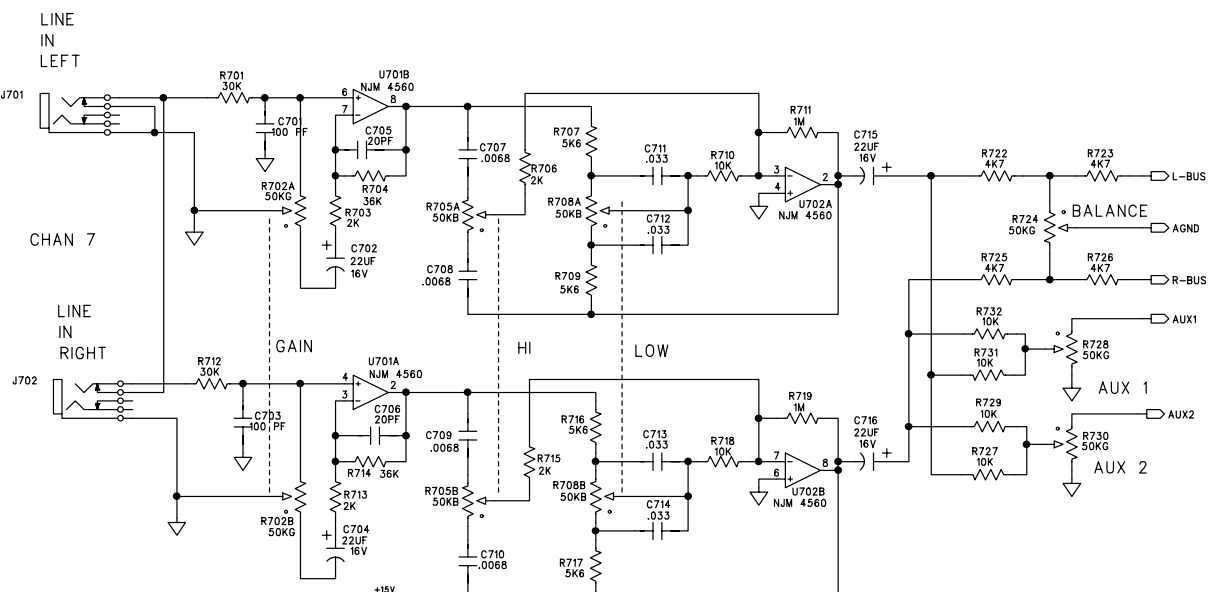 LINE
IN
LEFT
J701
R701
30K
C701
100 PF
6
7
8
U701B
NJM 4560
C705
20PF
R704
36K
R702A
50KG
R703
2K
C702
22UF
16V
C707
.0068
R706
2K
R705A
50KB
C708
.0068
R707
5K6
C711
.033
R710
10K
R708A
50KB
C712
.033
R709
5K6
R711
1M
3
4
2
U702A
NJM 4560
C715
22UF
16V
R722
4K7
R723
4K7
L-BUS
R724
50KG
BALANCE
AGND
R725
4K7
R726
4K7
R-BUS
CHAN 7
LINE
IN
RIGHT
J702
GAIN
HI
LOW
R732
10K
R731
10K
R728
50KG
AUX1
AUX 1
R729
10K
R727
10K
R730
50KG
AUX2
AUX 2
R712
30K
C703
100 PF
4
3
2
U701A
NJM 4560
C706
20PF
R714
36K
R702B
50KG
R713
2K
C704
22UF
16V
C709
.0068
R715
2K
R705B
50KB
C710
.0068
R716
5K6
C713
.033
R718
10K
R708B
50KB
C714
.033
R717
5K6
R719
1M
7
6
8
U702B
NJM 4560
C716
22UF
16V
+15V